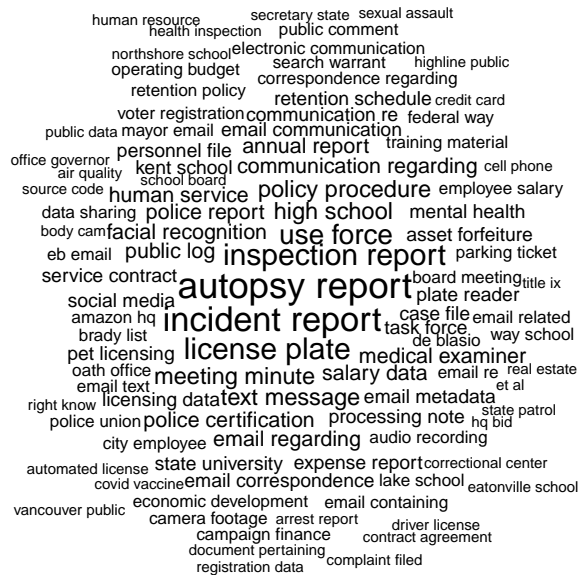 human resource secretary state sexual assault
health inspection public comment
northshore school electronic communication
operating budget search warrant highline public
correspondence regarding
retention policy retention schedule credit card
voter registration communication re federal way
public data mayor email email communication
personnel file annual report training material
office governor kent school communication regarding cell phone
air quality school board
source code human service policy procedure employee salary
data sharing police report high school mental health
body cam facial recognition use force asset forfeiture
eb email public log inspection report parking ticket
service contract autopsy report board meeting title ix
social media plate reader
amazon hq incident report task force case file email related
brady list de blasio way school
pet licensing license plate medical examiner
oath office meeting minute salary data email re real estate
email text et al
right know licensing data text message email metadata
police union police certification processing note hq bid state patrol
city employee email regarding audio recording
automated license state university expense report correctional center
covid vaccine email correspondence lake school eatonville school
vancouver public economic development email containing
camera footage arrest report driver license
campaign finance contract agreement
document pertaining complaint filed
registration data